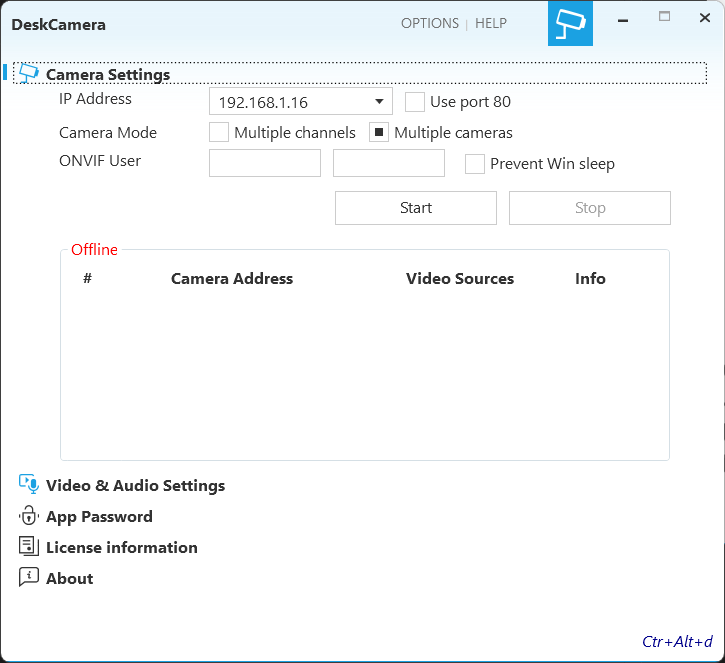 DeskCamera OPTIONS | HELP
Camera Settings
IP Address 192.168.1.16 Use port 80
Camera Mode Multiple channels Multiple cameras
ONVIF User Prevent Win sleep
Start Stop
Offline
# Camera Address Video Sources Info
Video & Audio Settings
App Password
License information
About
Ctr+Alt+d